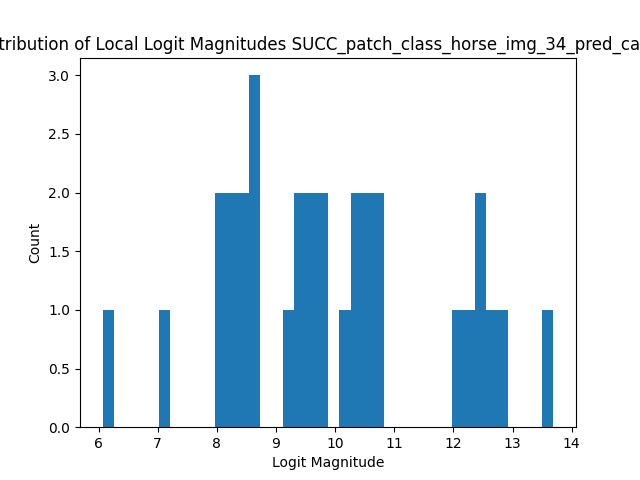 tribution of Local Logit Magnitudes SUCC_patch_class_horse_img_34_pred_ca
3.0
2.5
2.0
1.5
1.0
0.5
0.0
Count
6 7 8 9 10 11 12 13 14
Logit Magnitude